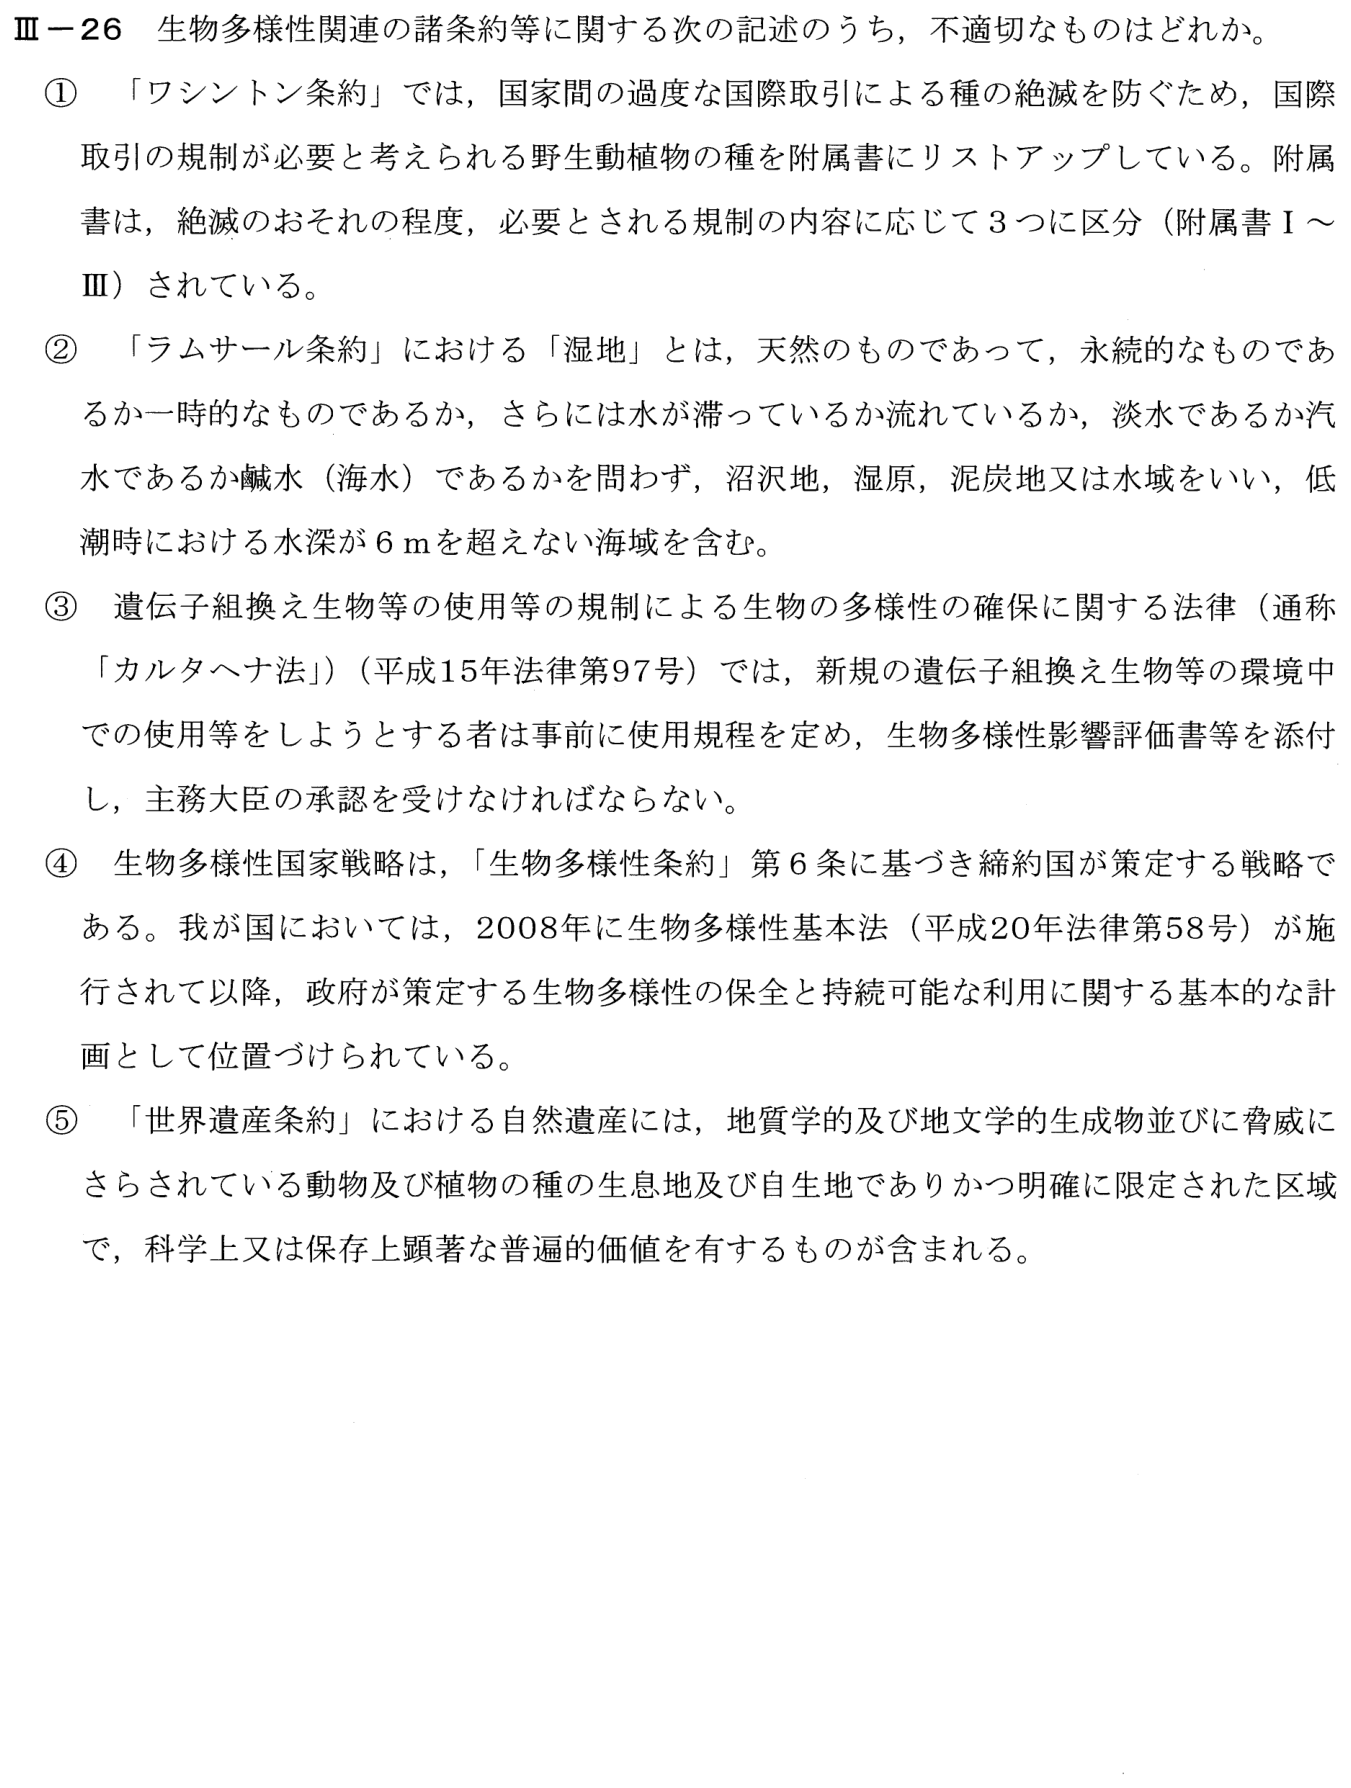 Ⅲ－26　生物多様性関連の諸条約等に関する次の記述のうち，不適切なものはどれか。
①　「ワシントン条約」では，国家間の過度な国際取引による種の絶滅を防ぐため，国際
取引の規制が必要と考えられる野生動植物の種を附属書にリストアップしている。附属
書は，絶滅のおそれの程度，必要とされる規制の内容に応じて３つに区分（附属書Ⅰ～
Ⅲ）されている。
②　「ラムサール条約」における「湿地」とは，天然のものであって，永続的なものであ
るか一時的なものであるか，さらには水が滞っているか流れているか，淡水であるか汽
水であるか鹹水（海水）であるかを問わず，沼沢地，湿原，泥炭地又は水域をいい，低
潮時における水深が６ｍを超えない海域を含む。
③　遺伝子組換え生物等の使用等の規制による生物の多様性の確保に関する法律（通称
「カルタヘナ法」）（平成15年法律第97号）では，新規の遺伝子組換え生物等の環境中
での使用等をしようとする者は事前に使用規程を定め，生物多様性影響評価書等を添付
し，主務大臣の承認を受けなければならない。
④　生物多様性国家戦略は，「生物多様性条約」第６条に基づき締約国が策定する戦略で
ある。我が国においては，2008年に生物多様性基本法（平成20年法律第58号）が施
行されて以降，政府が策定する生物多様性の保全と持続可能な利用に関する基本的な計
画として位置づけられている。
⑤　「世界遺産条約」における自然遺産には，地質学的及び地文学的生成物並びに脅威に
さらされている動物及び植物の種の生息地及び自生地でありかつ明確に限定された区域
で，科学上又は保存上顕著な普遍的価値を有するものが含まれる。